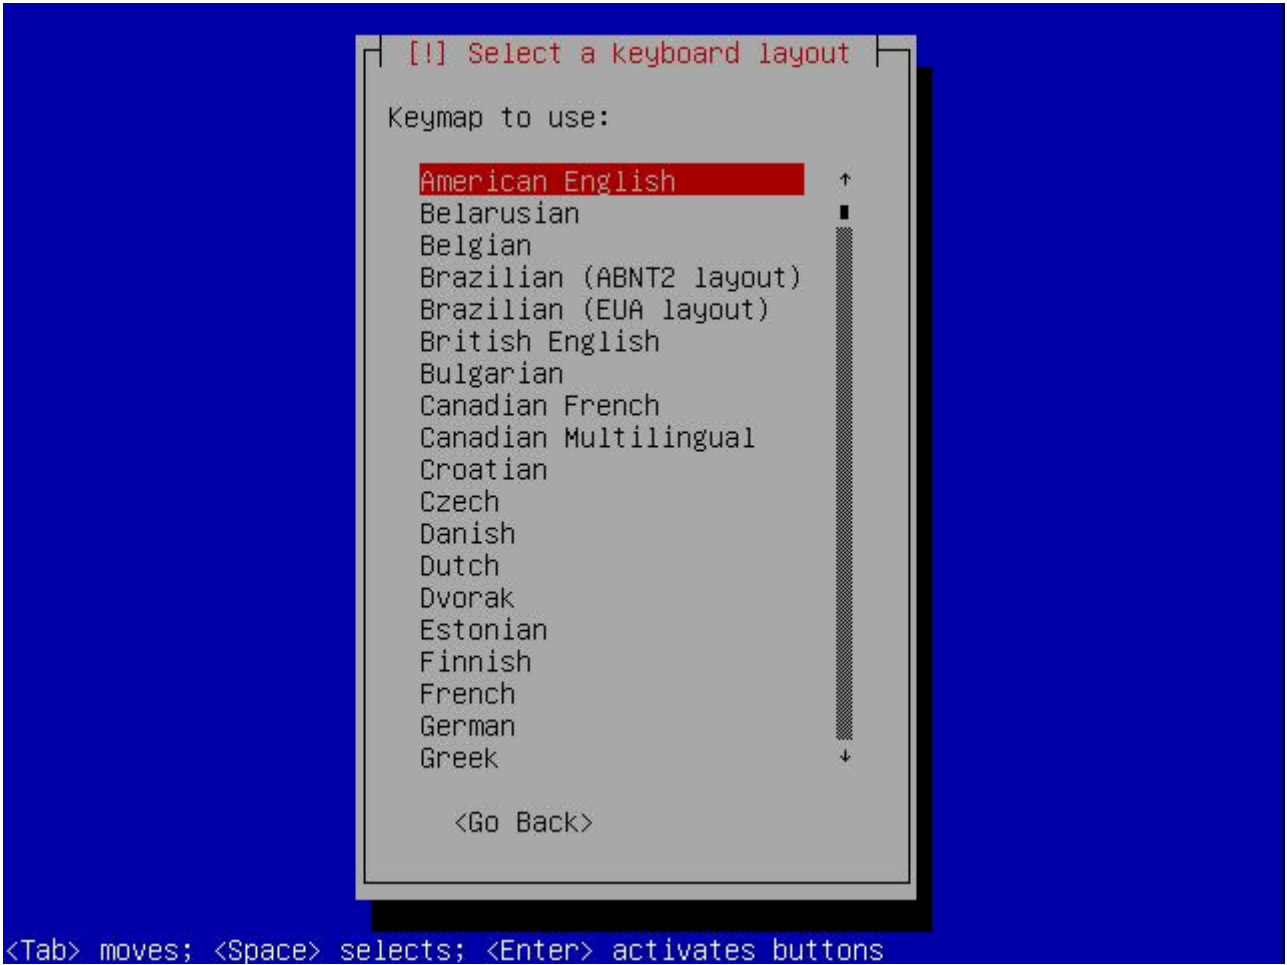 [!] Select a keyboard layout
Keymap to use:
American English
Belarusian
Belgian
Brazilian (ABNT2 layout)
Brazilian (EUA layout)
British English
Bulgarian
Canadian French
Canadian Multilingual
Croatian
Czech
Danish
Dutch
Dvorak
Estonian
Finnish
French
German
Greek
<Go Back>
<Tab> moves; <Space> selects; <Enter> activates buttons